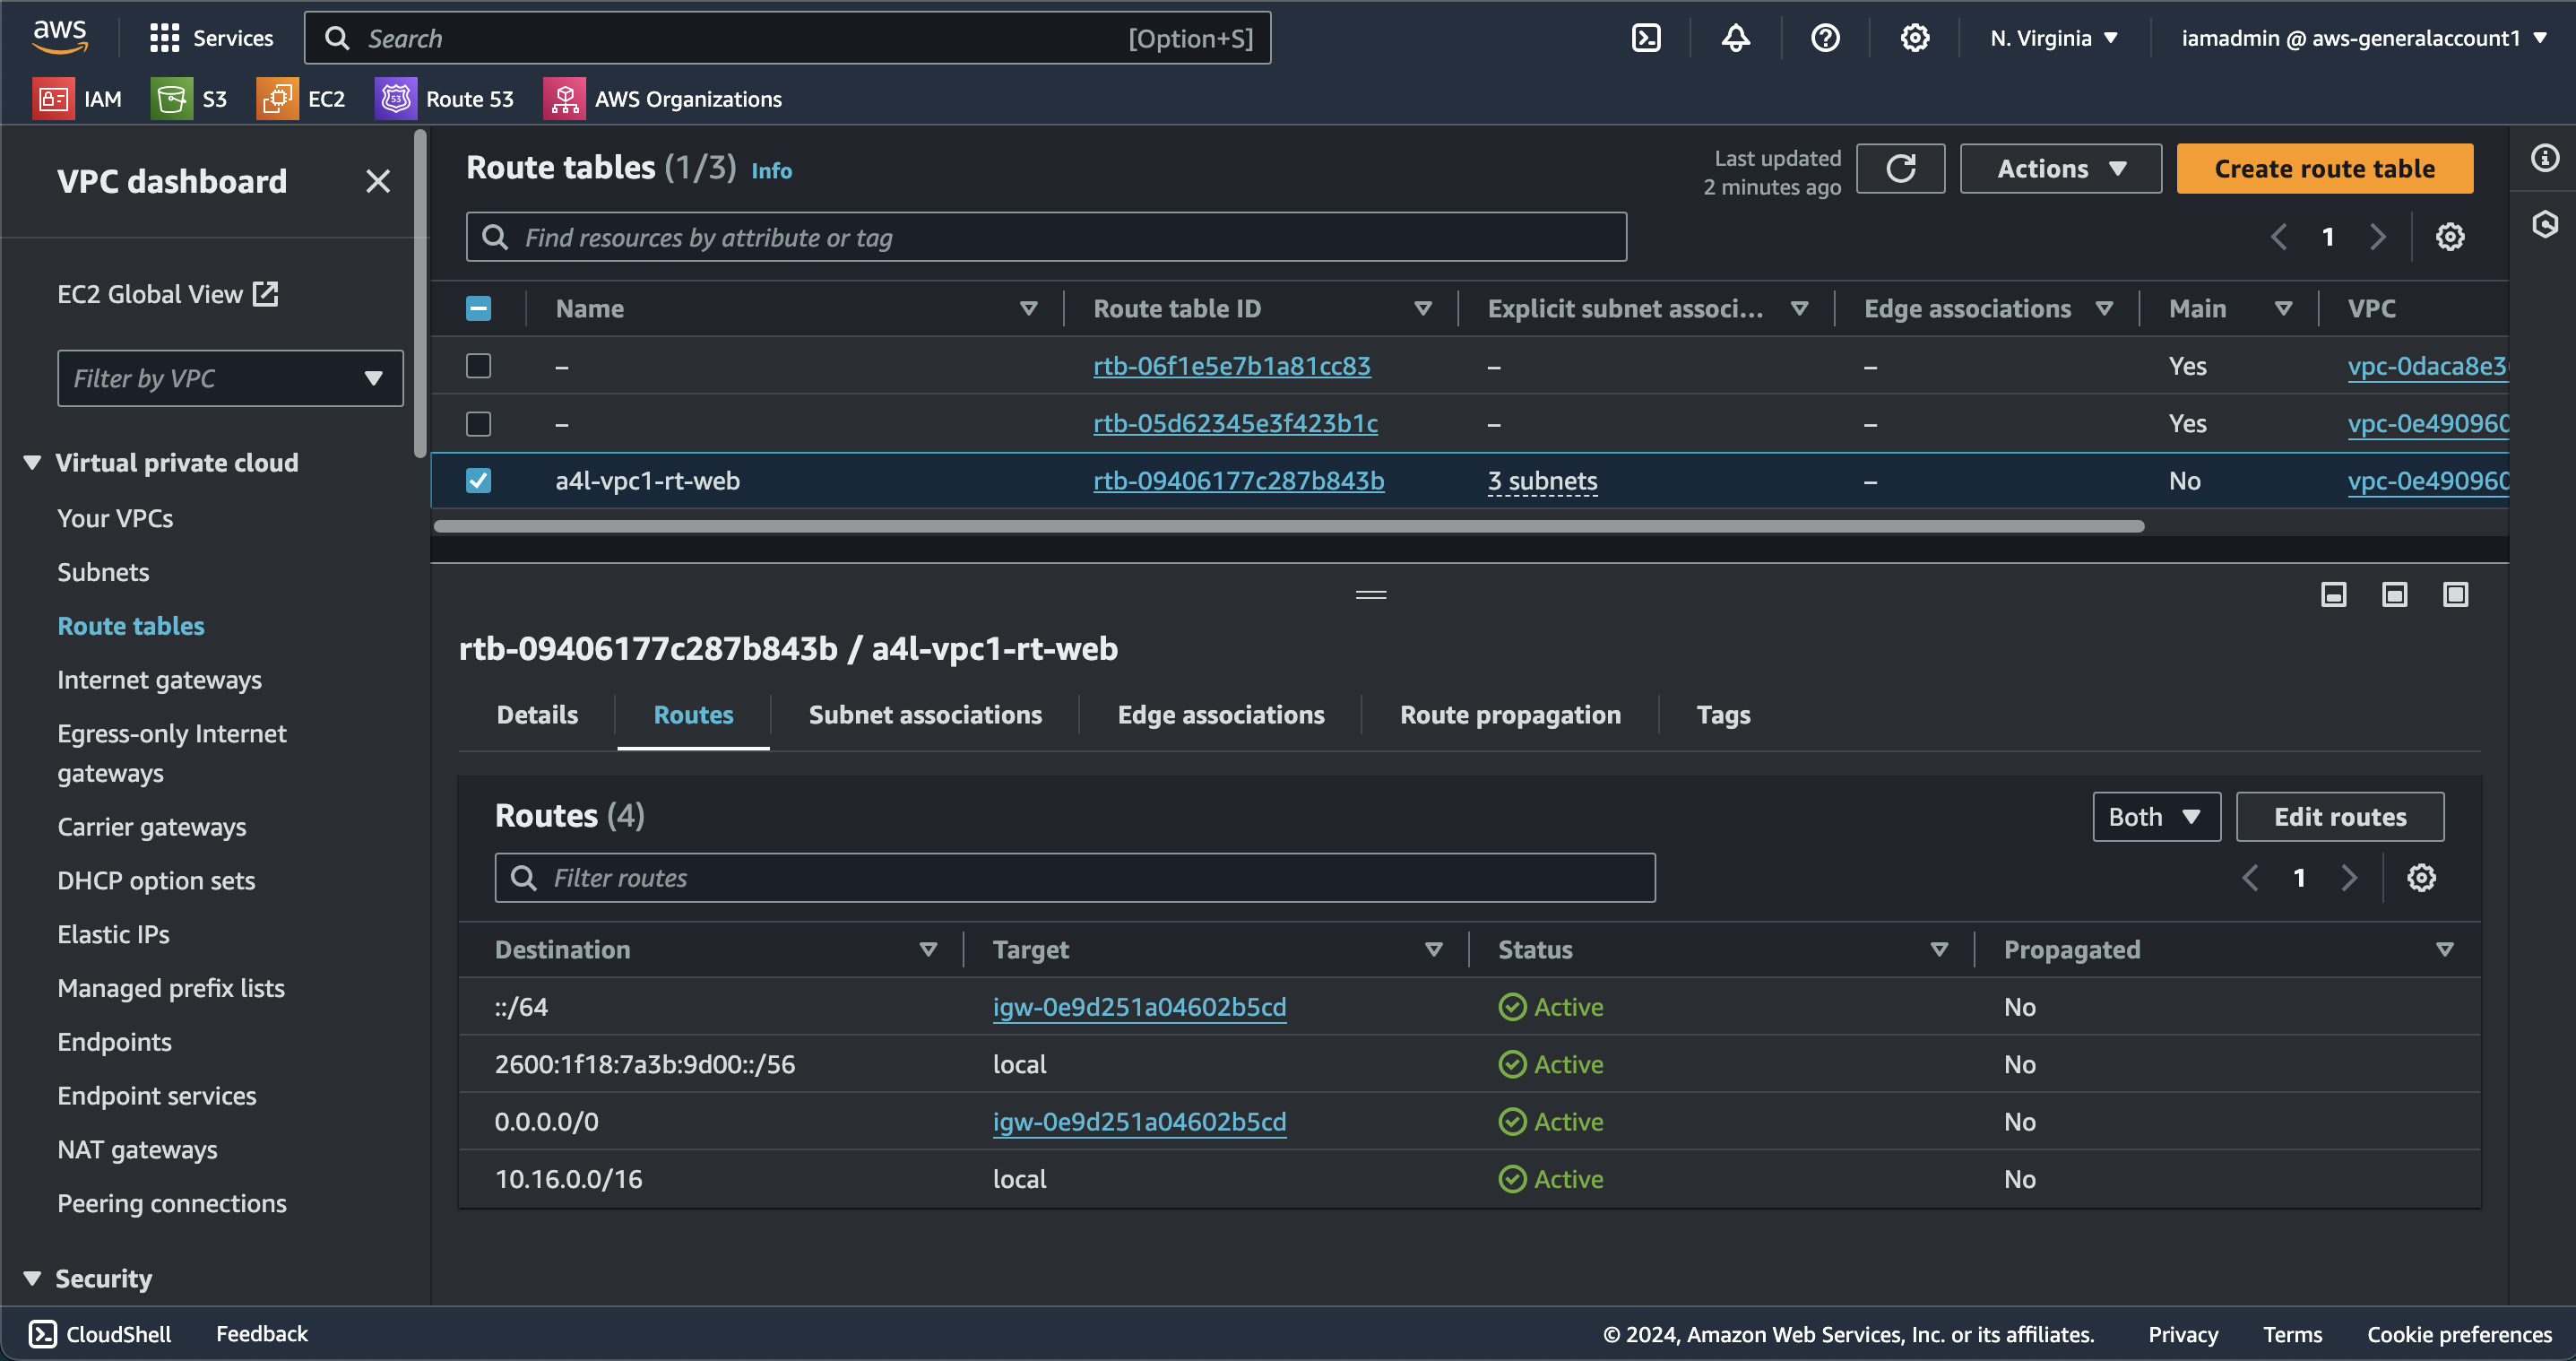 aws
Services
Search
[Option+S]
N. Virginia
iamadmin @ aws-generalaccount1
IAM
S3
EC2
53
Route 53
AWS Organizations
VPC dashboard
EC2 Global View
Filter by VPC
Virtual private cloud
Your VPCs
Subnets
Route tables
Internet gateways
Egress-only Internet
gateways
Carrier gateways
DHCP option sets
Elastic IPs
Managed prefix lists
Endpoints
Endpoint services
NAT gateways
Peering connections
Security
Route tables (1/3) Info
Last updated
2 minutes ago
Actions
Create route table
Find resources by attribute or tag
1
Name Route table ID Explicit subnet associ... Edge associations Main VPC
– rtb-06f1e5e7b1a81cc83 – – Yes vpc-0daca8e3
– rtb-05d62345e3f423b1c – – Yes vpc-0e490960
a4l-vpc1-rt-web rtb-09406177c287b843b 3 subnets – No vpc-0e490960
rtb-09406177c287b843b / a4l-vpc1-rt-web
Details Routes Subnet associations Edge associations Route propagation Tags
Routes (4)
Both
Edit routes
Filter routes
1
Destination Target Status Propagated
::/64 igw-0e9d251a04602b5cd Active No
2600:1f18:7a3b:9d00::/56 local Active No
0.0.0.0/0 igw-0e9d251a04602b5cd Active No
10.16.0.0/16 local Active No
CloudShell Feedback © 2024, Amazon Web Services, Inc. or its affiliates. Privacy Terms Cookie preferences